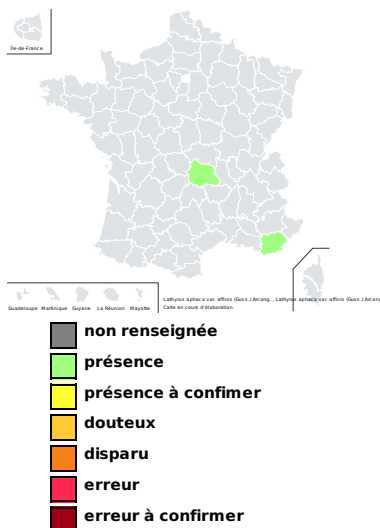 Île-de-France
Guadeloupe Martinique Guyane La Réunion Mayotte
Lathyrus aphaca var. affinis (Guss.) Arcang. , Lathyrus aphaca var. affinis (Guss.) Arcang
Carte en cours d'élaboration.
non renseignée
présence
présence à confimer
douteux
disparu
erreur
erreur à confirmer